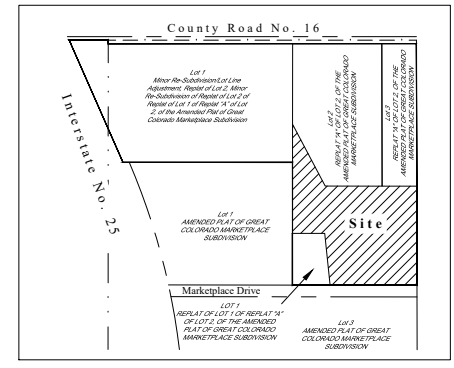 County Road No. 16
Lot 1
Minor Re-Subdivision/Lot Line
Adjustment, Replat of Lot 2, Minor
Re-Subdivision of Replat of Lot 2 of
Replat of Lot 1 of Replat "A" of Lot
2, of the Amended Plat of Great
Colorado Marketplace Subdivision
Lot 2
REPLAT "A" OF LOT 2, OF THE
AMENDED PLAT OF GREAT COLORADO
MARKETPLACE SUBDIVISION
Lot 3
REPLAT "A" OF LOT 2, OF THE
AMENDED PLAT OF GREAT COLORADO
MARKETPLACE SUBDIVISION
Interstate No. 25
Lot 1
AMENDED PLAT OF GREAT
COLORADO MARKETPLACE
SUBDIVISION
Site
Marketplace Drive
LOT 1
REPLAT OF LOT 1 OF REPLAT "A"
OF LOT 2, OF THE AMENDED
PLAT OF GREAT COLORADO
MARKETPLACE SUBDIVISION
Lot 3
AMENDED PLAT OF GREAT
COLORADO MARKETPLACE
SUBDIVISION